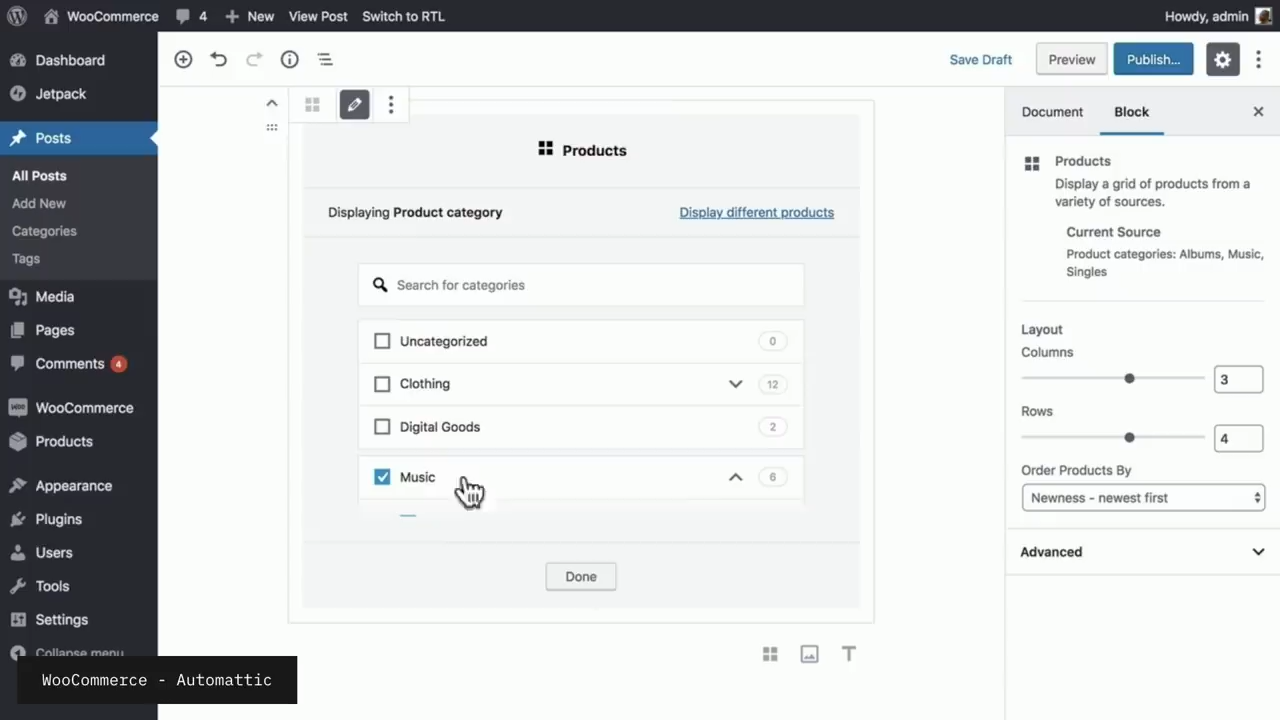 WooCommerce 4 New View Post Switch to RTL Howdy, admin
Dashboard
Jetpack
Posts
All Posts
Add New
Categories
Tags
Media
Pages
Comments 4
WooCommerce
Products
Appearance
Plugins
Users
Tools
Settings
Collapse menu
Save Draft Preview Publish...
Products
Displaying Product category Display different products
Search for categories
Uncategorized 0
Clothing 12
Digital Goods 2
Music 6
Done
Document Block
Products
Display a grid of products from a
variety of sources.
Current Source
Product categories: Albums, Music,
Singles
Layout
Columns
3
Rows
4
Order Products By
Newness - newest first
Advanced
WooCommerce - Automattic